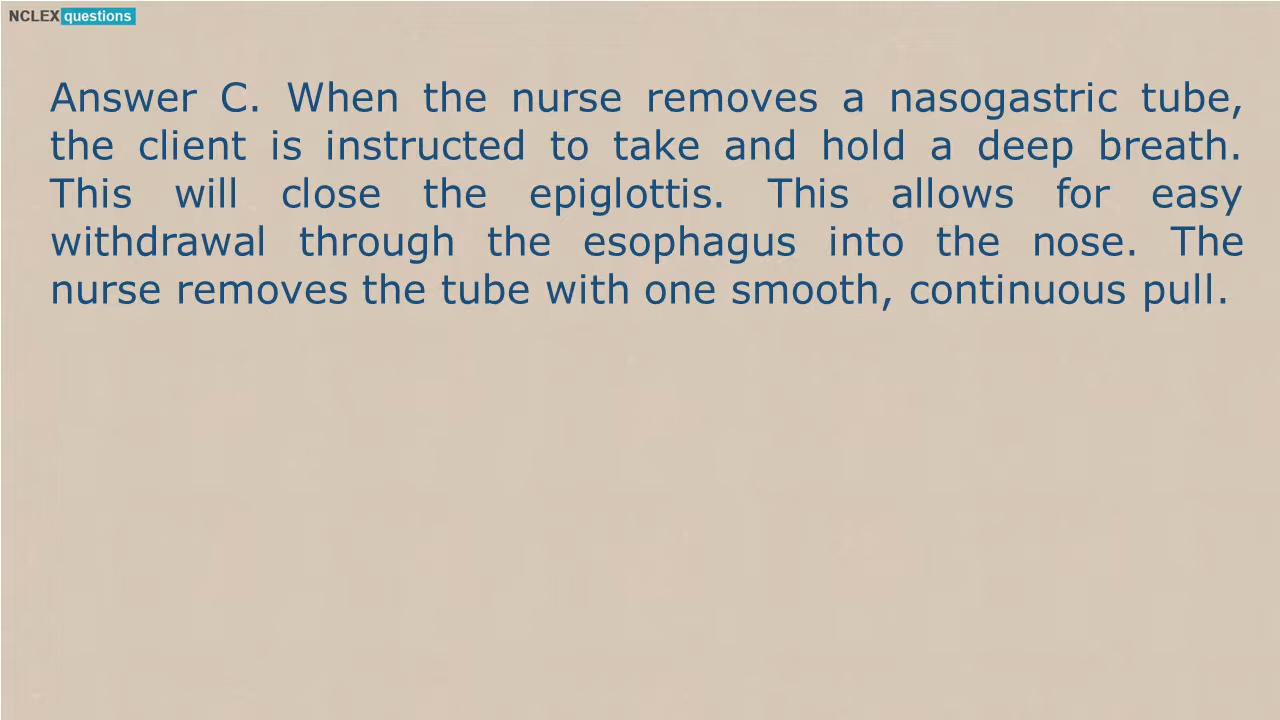 NCLEX questions
Answer C. When the nurse removes a nasogastric tube,
the client is instructed to take and hold a deep breath.
This will close the epiglottis. This allows for easy
withdrawal through the esophagus into the nose. The
nurse removes the tube with one smooth, continuous pull.